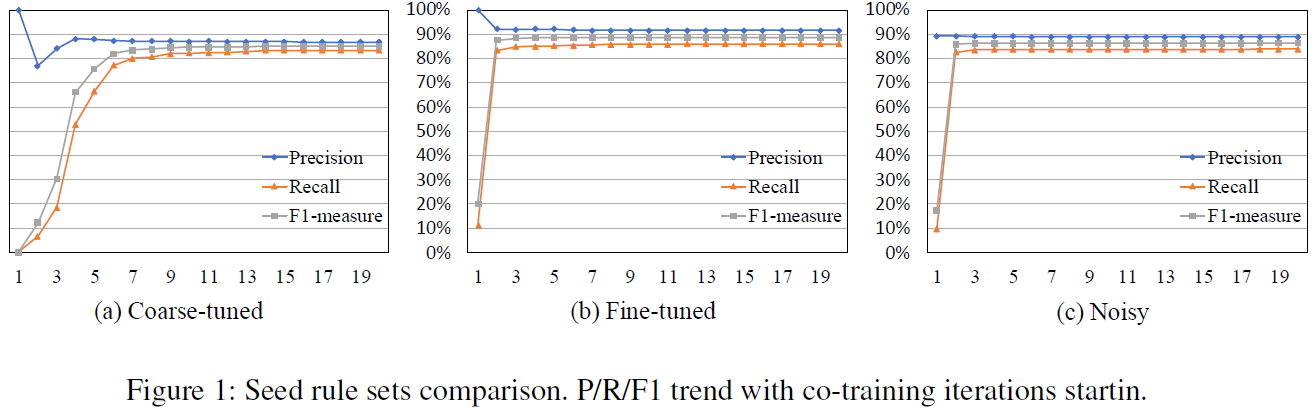 100%
90%
80%
70%
60%
50%
40%
30%
20%
10%
0%
Precision
Recall
F1-measure
1 3 5 7 9 11 13 15 17 19
(a) Coarse-tuned
100%
90%
80%
70%
60%
50%
40%
30%
20%
10%
0%
Precision
Recall
F1-measure
1 3 5 7 9 11 13 15 17 19
(b) Fine-tuned
100%
90%
80%
70%
60%
50%
40%
30%
20%
10%
0%
Precision
Recall
F1-measure
1 3 5 7 9 11 13 15 17 19
(c) Noisy
Figure 1: Seed rule sets comparison. P/R/F1 trend with co-training iterations startin.